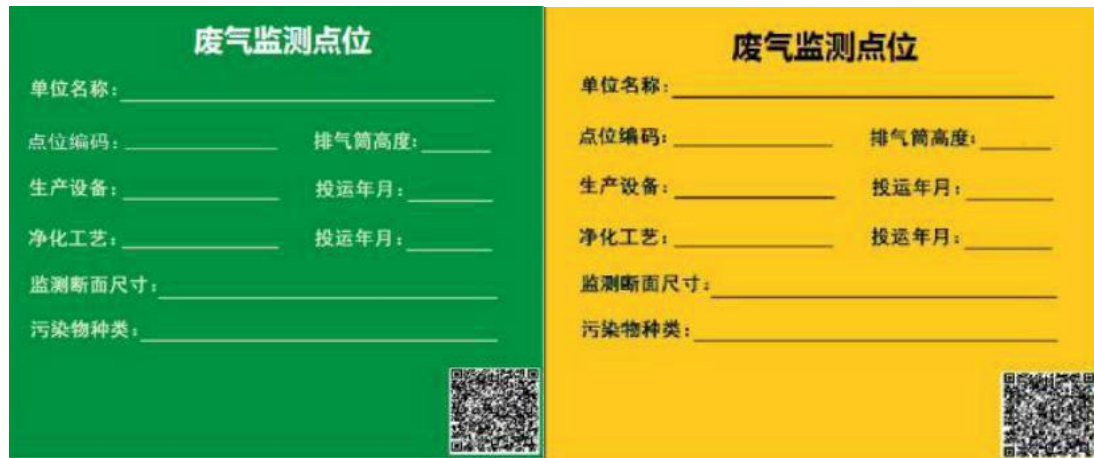 废气监测点位
单位名称：
点位编码： 排气筒高度：
生产设备： 投运年月：
净化工艺： 投运年月：
监测断面尺寸：
污染物种类：
废气监测点位
单位名称：
点位编码： 排气筒高度：
生产设备： 投运年月：
净化工艺： 投运年月：
监测断面尺寸：
污染物种类：